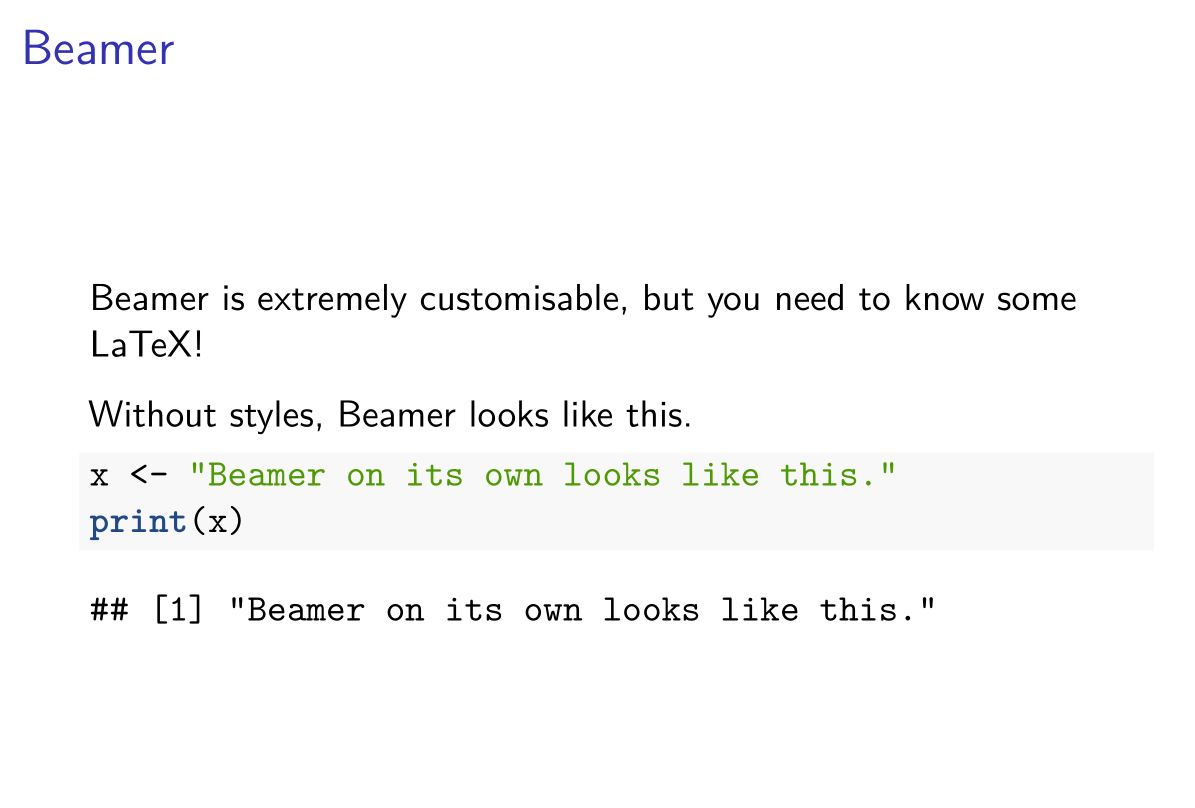 Beamer
Beamer is extremely customisable, but you need to know some
LaTeX!
Without styles, Beamer looks like this.
x <- "Beamer on its own looks like this."
print(x)
## [1] "Beamer on its own looks like this."